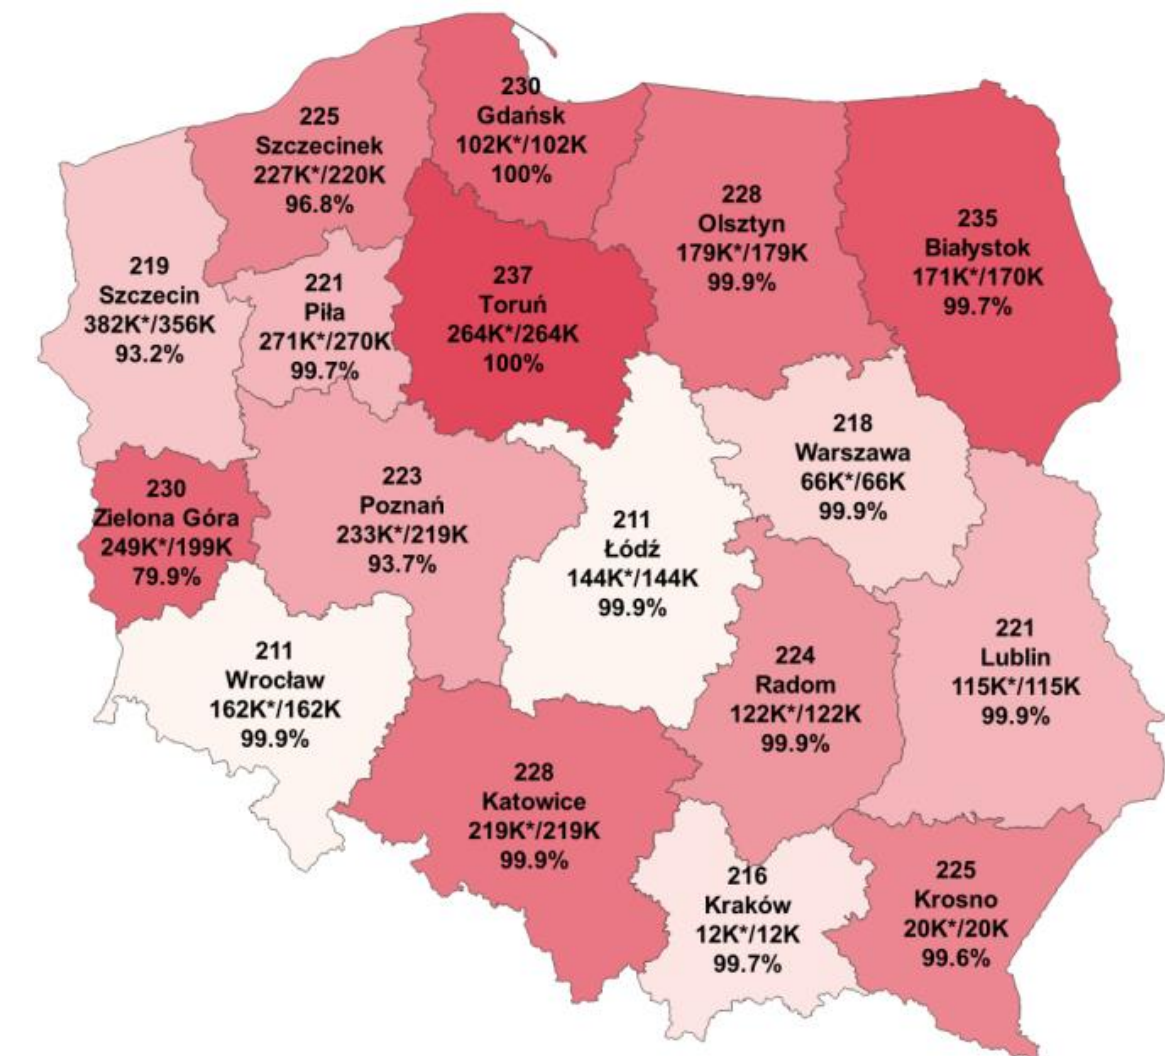 230
Gdańsk
102K*/102K
100%
225
Szczecinek
227K*/220K
96.8%
228
Olsztyn
179K*/179K
99.9%
235
Białystok
171K*/170K
99.7%
219
Szczecin
382K*/356K
93.2%
221
Piła
271K*/270K
99.7%
237
Toruń
264K*/264K
100%
218
Warszawa
66K*/66K
99.9%
230
Zielona Góra
249K*/199K
79.9%
223
Poznań
233K*/219K
93.7%
211
Łódź
144K*/144K
99.9%
211
Wrocław
162K*/162K
99.9%
224
Radom
122K*/122K
99.9%
221
Lublin
115K*/115K
99.9%
228
Katowice
219K*/219K
99.9%
216
Kraków
12K*/12K
99.7%
225
Krosno
20K*/20K
99.6%